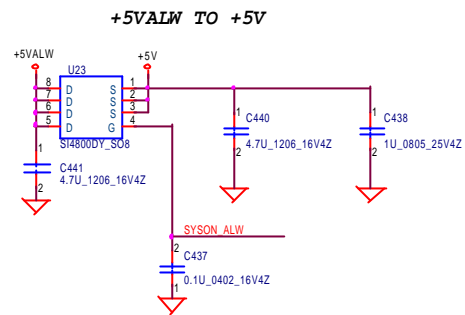 +5VALW TO +5V
+5VALW
+5V
U23
8 D S 1
7 D S 2
6 D S 3
5 D G 4
SI4800DY_SO8
1
C441
4.7U_1206_16V4Z
2
1
C440
4.7U_1206_16V4Z
2
1
C438
1U_0805_25V4Z
2
SYSON_ALW
2
C437
0.1U_0402_16V4Z
1